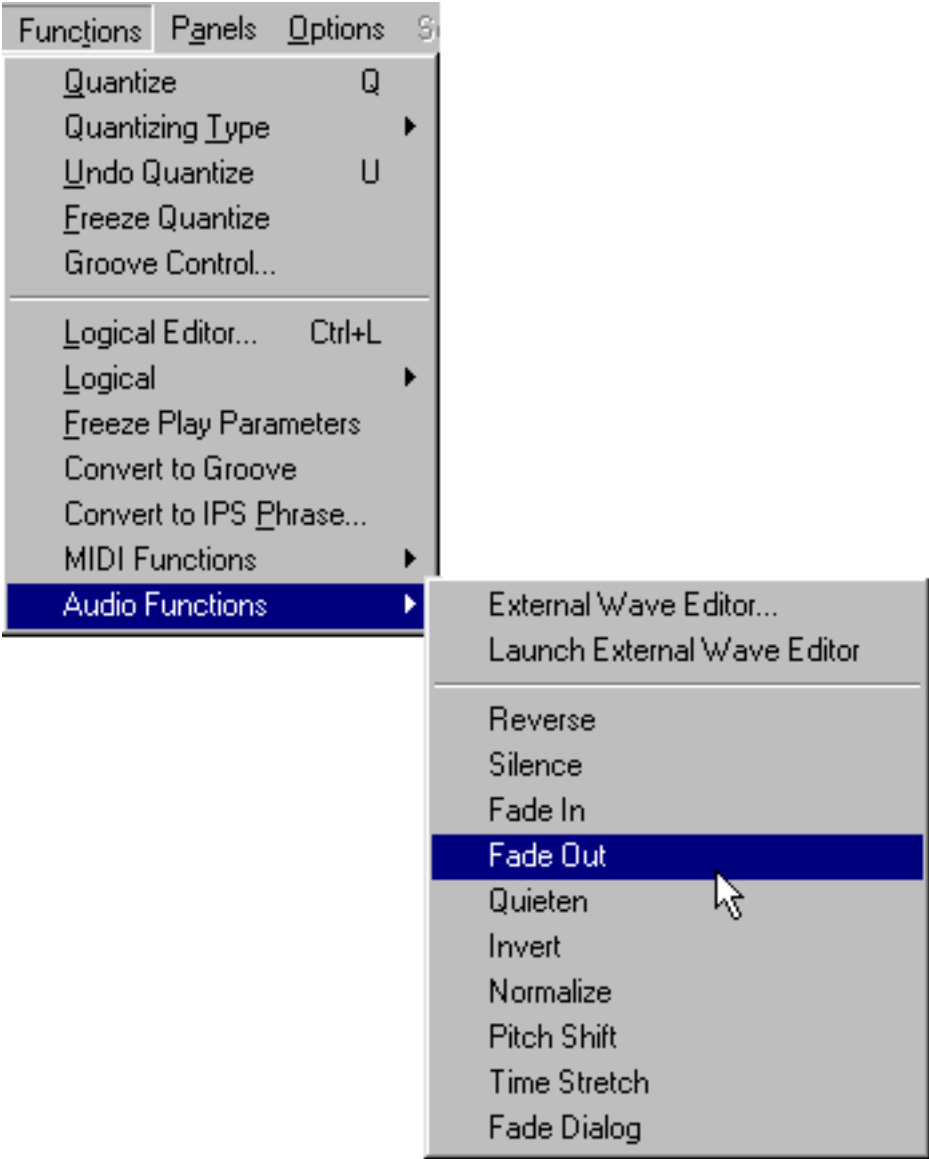 Functions Panels Options
Quantize Q
Quantizing Type
Undo Quantize U
Freeze Quantize
Groove Control...
Logical Editor... Ctrl+L
Logical
Freeze Play Parameters
Convert to Groove
Convert to IPS Phrase...
MIDI Functions
Audio Functions
External Wave Editor...
Launch External Wave Editor
Reverse
Silence
Fade In
Fade Out
Quieten
Invert
Normalize
Pitch Shift
Time Stretch
Fade Dialog